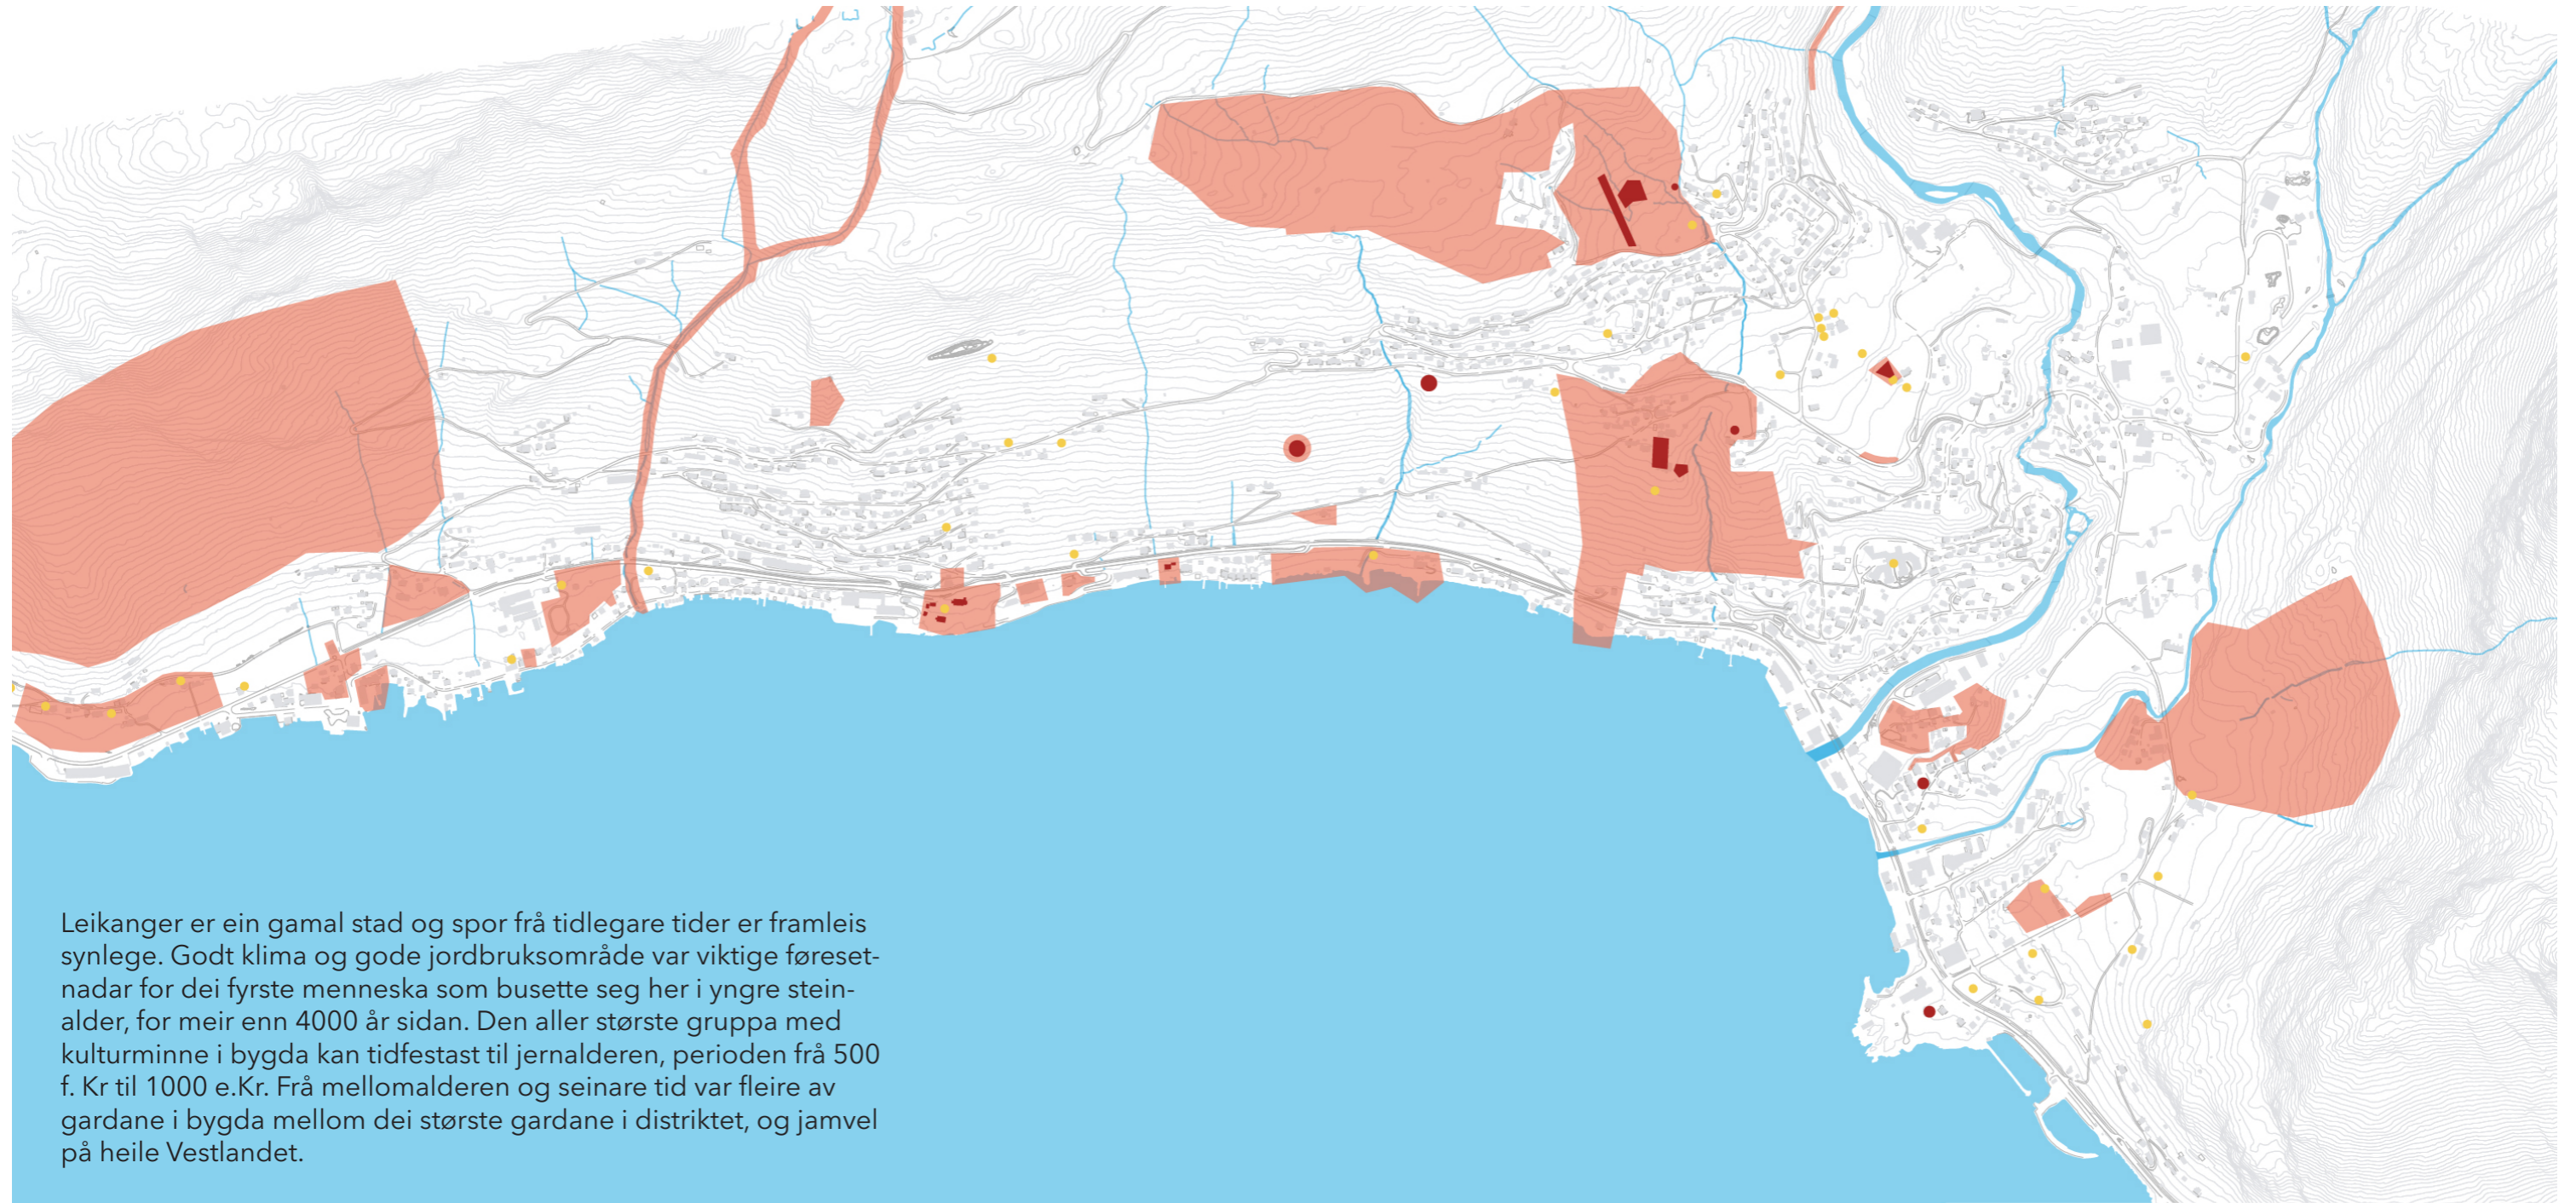 Leikanger er ein gamal stad og spor frå tidlegare tider er framleis
synlege. Godt klima og gode jordbruksområde var viktige føreset-
nadar for dei fyrste menneska som busette seg her i yngre stein-
alder, for meir enn 4000 år sidan. Den aller største gruppa med
kulturminne i bygda kan tidfestast til jernalderen, perioden frå 500
f. Kr til 1000 e.Kr. Frå mellomalderen og seinare tid var fleire av
gardane i bygda mellom dei største gardane i distriktet, og jamvel
på heile Vestlandet.